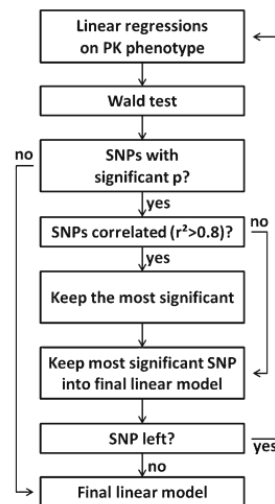 Linear regressions
on PK phenotype
Wald test
no
SNPs with
significant p?
yes
SNPs correlated (r²>0.8)?
no
yes
Keep the most significant
Keep most significant SNP
into final linear model
SNP left?
yes
no
Final linear model